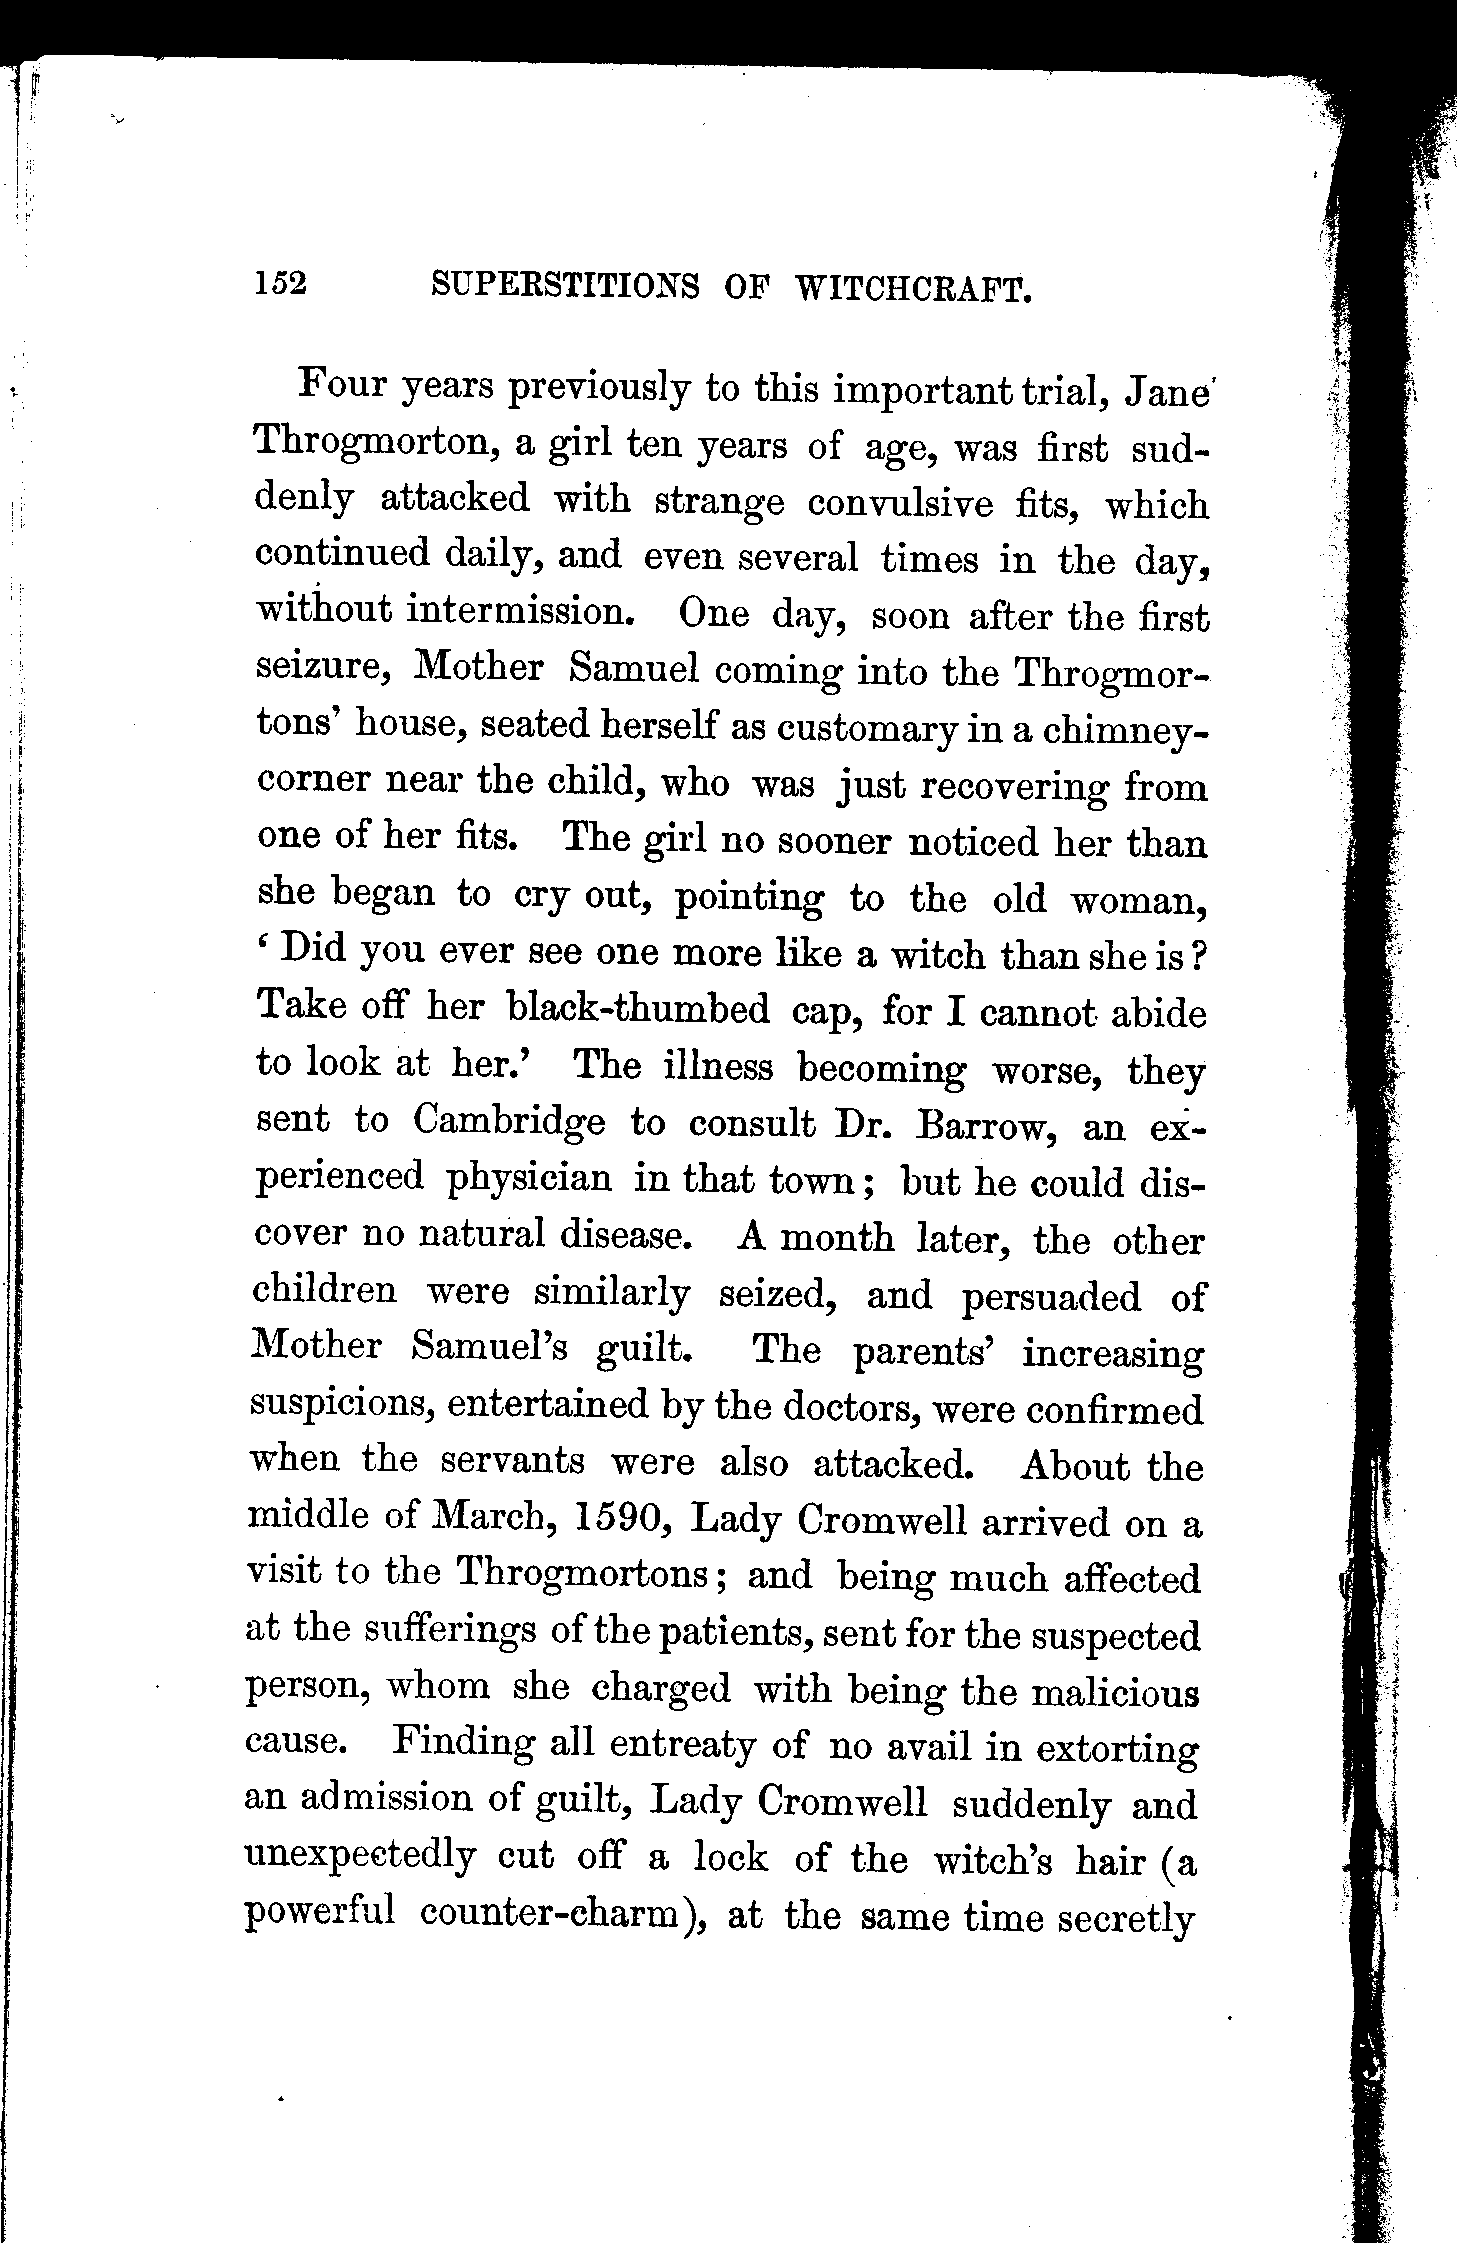 152 SUPERSTITIONS OF WITCHCRAFT.
Four years previously to this important trial, Jane
Throgmorton, a girl ten years of age, was first sud-
denly attacked with strange convulsive fits, which
continued daily, and even several times in the day,
without intermission. One day, soon after the first
seizure, Mother Samuel coming into the Throgmor-
tons' house, seated herself as customary in a chimney-
corner near the child, who was just recovering from
one of her fits. The girl no sooner noticed her than
she began to cry out, pointing to the old woman,
‘ Did you ever see one more like a witch than she is?
Take off her black-thumbed cap, for I cannot abide
to look at her.’ The illness becoming worse, they
sent to Cambridge to consult Dr. Barrow, an ex-
perienced physician in that town; but he could dis-
cover no natural disease. A month later, the other
children were similarly seized, and persuaded of
Mother Samuel's guilt. The parents' increasing
suspicions, entertained by the doctors, were confirmed
when the servants were also attacked. About the
middle of March, 1590, Lady Cromwell arrived on a
visit to the Throgmortons; and being much affected
at the sufferings of the patients, sent for the suspected
person, whom she charged with being the malicious
cause. Finding all entreaty of no avail in extorting
an admission of guilt, Lady Cromwell suddenly and
unexpectedly cut off a lock of the witch's hair (a
powerful counter-charm), at the same time secretly